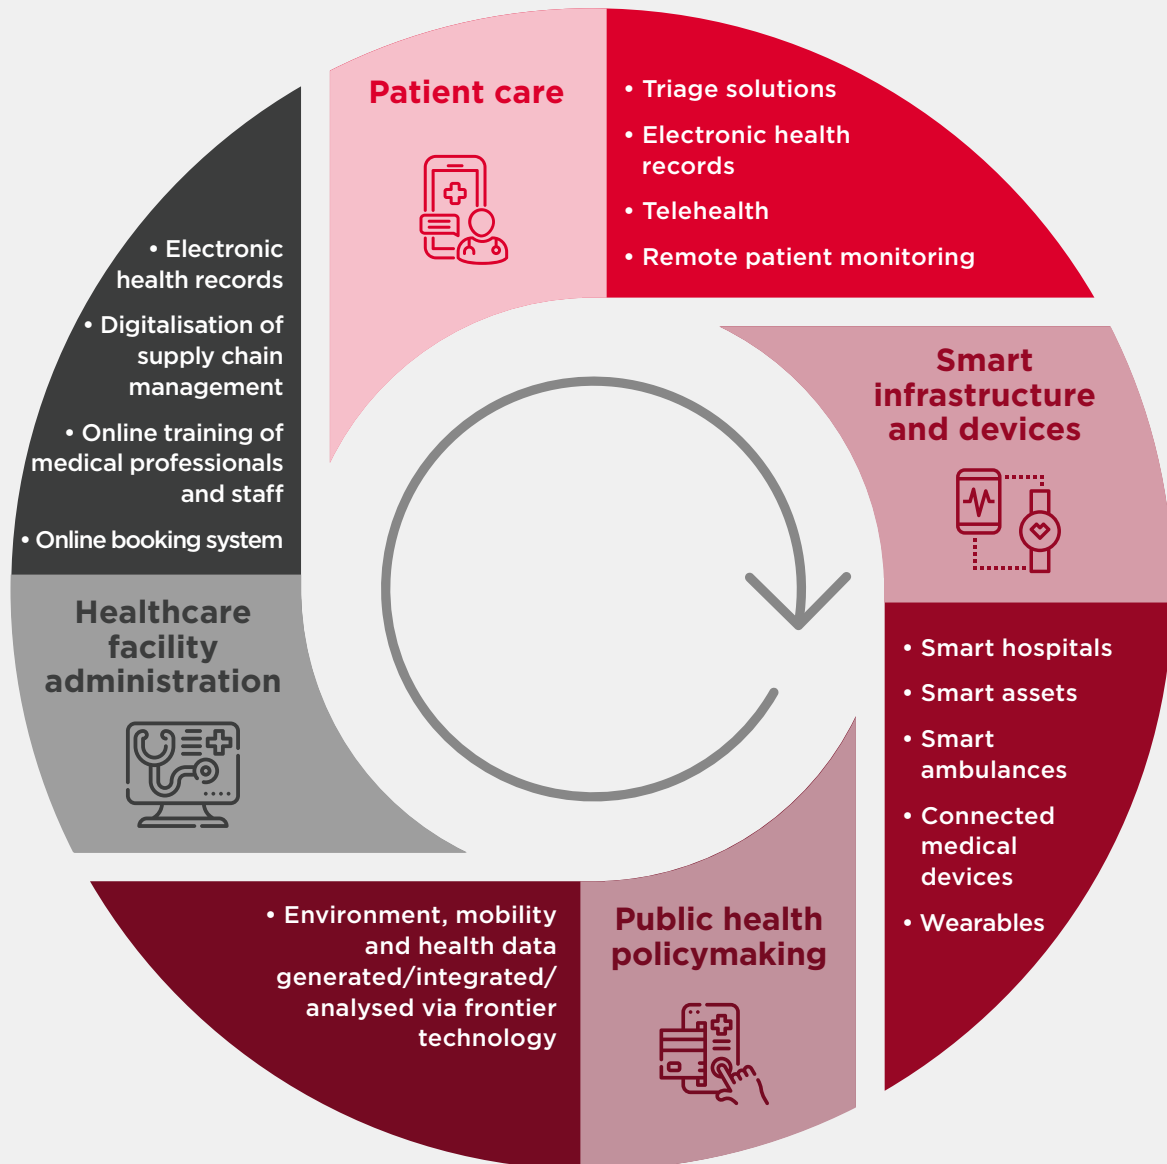 Patient care
• Triage solutions
• Electronic health
records
• Telehealth
• Remote patient monitoring
Smart
infrastructure
and devices
• Smart hospitals
• Smart assets
• Smart
ambulances
• Connected
medical
devices
• Wearables
Public health
policymaking
• Environment, mobility
and health data
generated/integrated/
analysed via frontier
technology
Healthcare
facility
administration
• Electronic
health records
• Digitalisation of
supply chain
management
• Online training of
medical professionals
and staff
• Online booking system